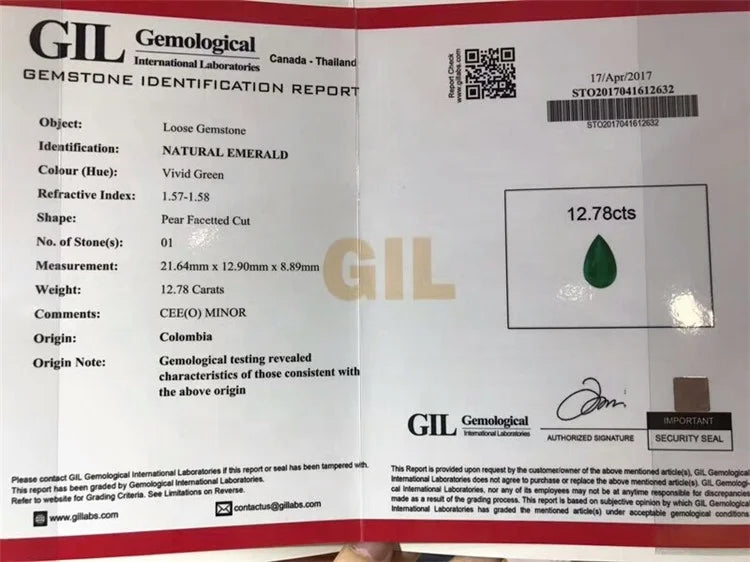 GIL Gemological
International Laboratories
Canada - Thailand
GEMSTONE IDENTIFICATION REPORT
Object: Loose Gemstone
Identification: NATURAL EMERALD
Colour (Hue): Vivid Green
Refractive Index: 1.57-1.58
Shape: Pear Facetted Cut
No. of Stone(s): 01
Measurement: 21.64mm x 12.90mm x 8.89mm
Weight: 12.78 Carats
Comments: CEE(O) MINOR
Origin: Colombia
Origin Note: Gemological testing revealed
characteristics of those consistent with
the above origin
GIL
Please contact GIL Gemological International Laboratories if this report or seal has been tampered with.
This report has been graded by Gemological International Laboratories.
Refer to website for Grading Criteria. See Limitations on Reverse.
www.gillabs.com
contactus@gillabs.com
Report Check
www.gillabs.com
17/Apr/2017
STO2017041612632
STO2017041612632
12.78cts
GIL Gemological
International Laboratories
AUTHORIZED SIGNATURE
IMPORTANT
SECURITY SEAL
This Report is provided upon request by the customer/owner of the above mentioned article(s), GIL Gemological
International Laboratories does not agree to purchase or replace the above mentioned article(s). GIL Gemologi-
cal International Laboratories, nor any of its employees may not be anytime responsible for discrepancies
made as a result of the grading process. This report is based on subjective opinion by which GIL Gemological
International Laboratories has graded the mentioned article(s) under acceptable gemological conditions.